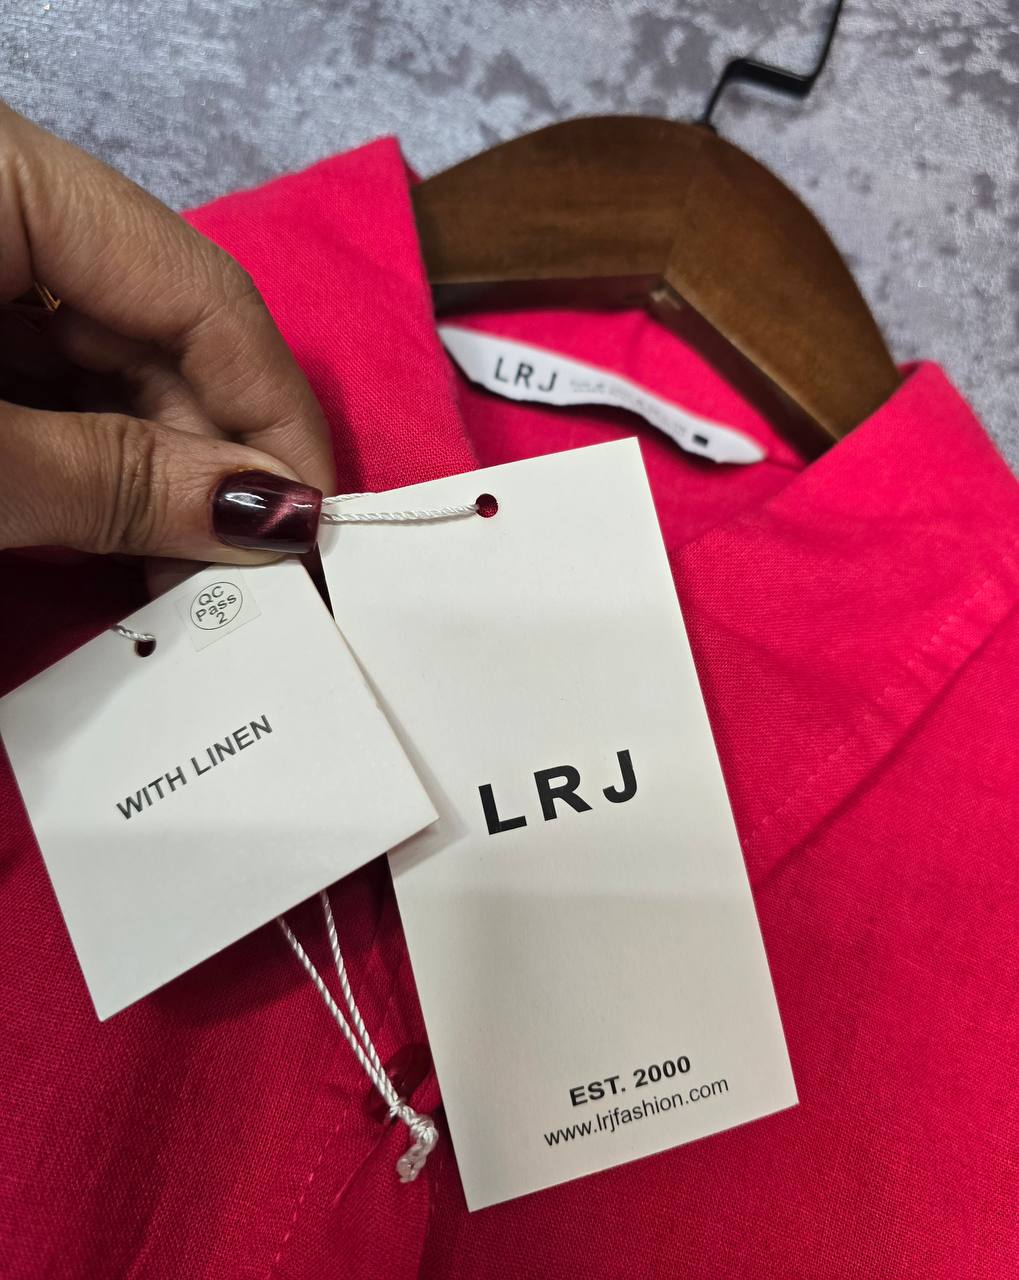 LRJ
QC
Pass
2
WITH LINEN
LRJ
EST. 2000
www.lrjfashion.com